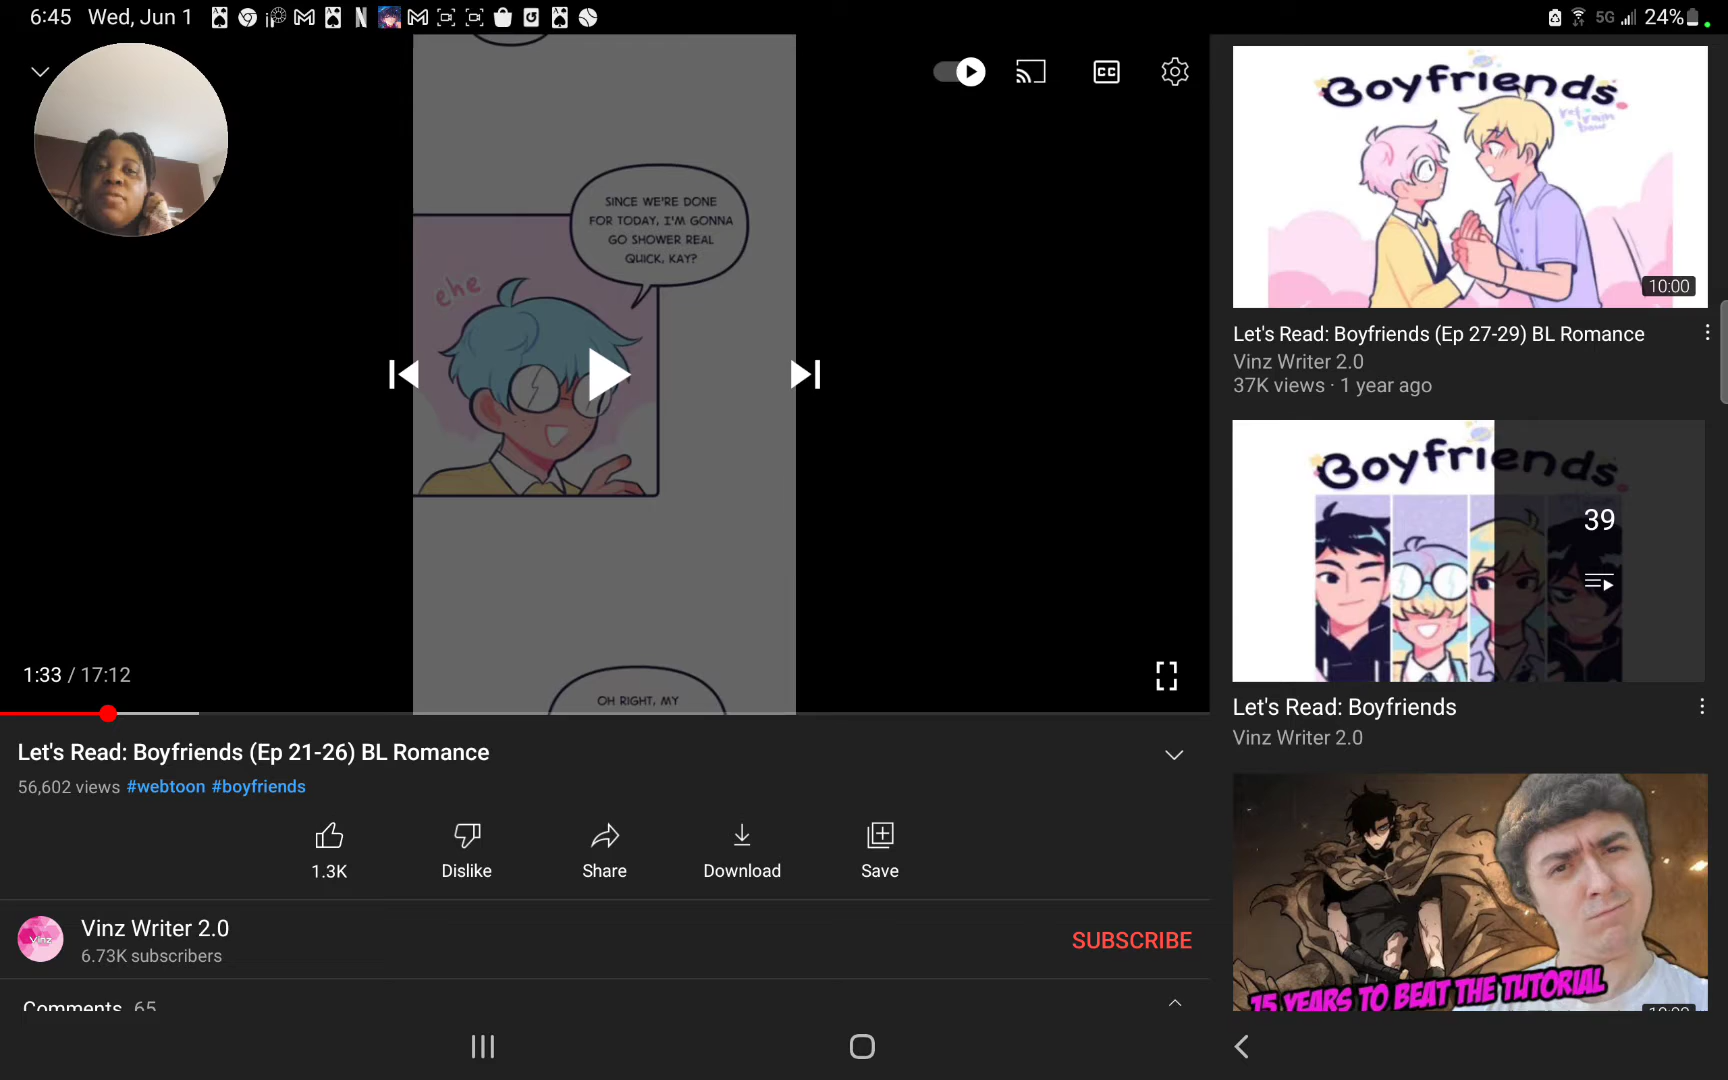 6:45 Wed, Jun 1
5G 24%
CC
SINCE WE'RE DONE
FOR TODAY, I'M GONNA
GO SHOWER REAL
QUICK, KAY?
ehe
OH RIGHT, MY
1:33 / 17:12
Let's Read: Boyfriends (Ep 21-26) BL Romance
56,602 views #webtoon #boyfriends
1.3K
Dislike
Share
Download
Save
Vinz
Vinz Writer 2.0
6.73K subscribers
SUBSCRIBE
Comments 65
Boyfriends.
refrainbow
10:00
Let's Read: Boyfriends (Ep 27-29) BL Romance
Vinz Writer 2.0
37K views · 1 year ago
Boyfriends.
39
Let's Read: Boyfriends
Vinz Writer 2.0
15 YEARS TO BEAT THE TUTORIAL